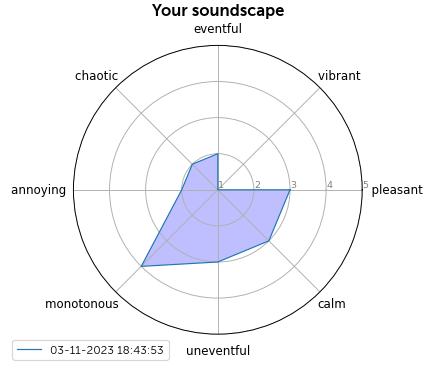 Your soundscape
eventful
chaotic
vibrant
annoying
1 2 3 4 5
pleasant
monotonous
calm
uneventful
03-11-2023 18:43:53